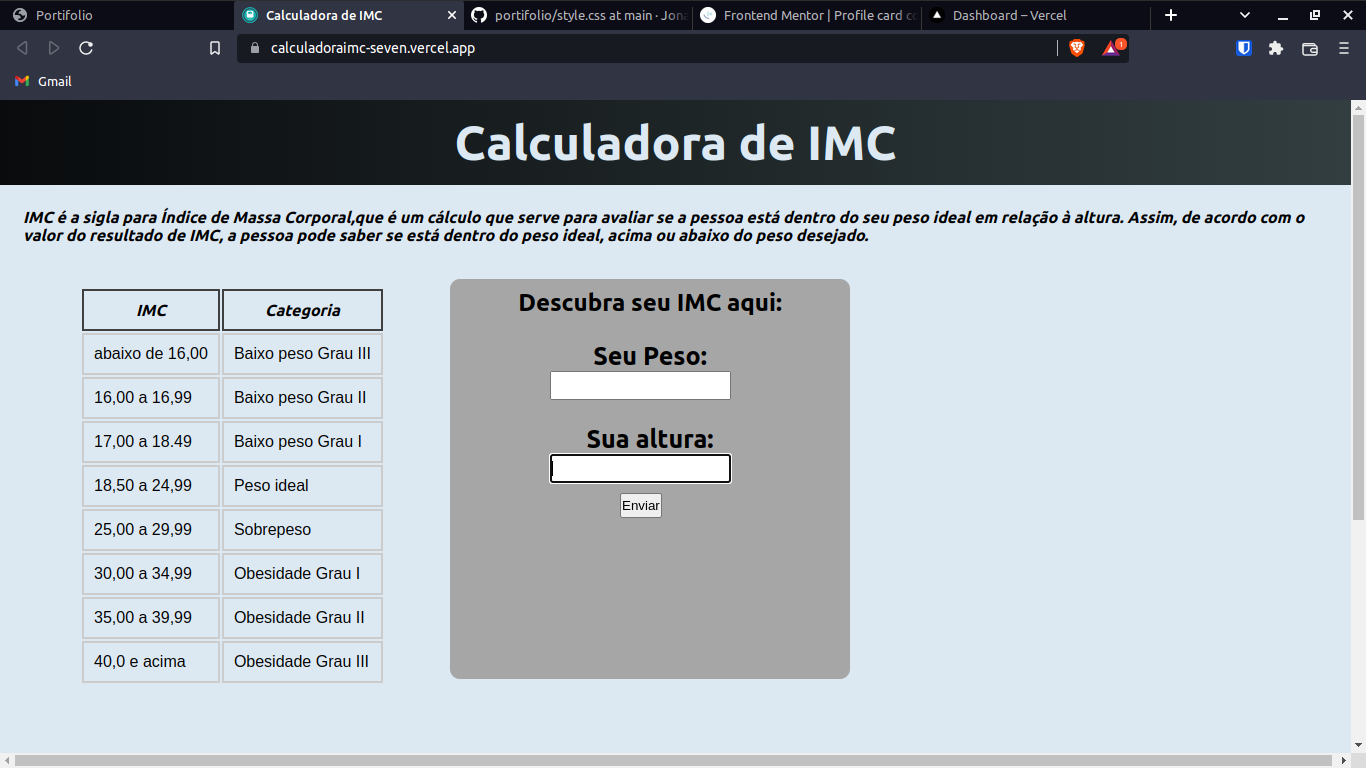 Portifolio
Calculadora de IMC
portifolio/style.css at main · Jona
Frontend Mentor | Profile card co
Dashboard – Vercel
calculadoraimc-seven.vercel.app
1
Gmail
Calculadora de IMC
IMC é a sigla para Índice de Massa Corporal,que é um cálculo que serve para avaliar se a pessoa está dentro do seu peso ideal em relação à altura. Assim, de acordo com o
valor do resultado de IMC, a pessoa pode saber se está dentro do peso ideal, acima ou abaixo do peso desejado.
IMC Categoria
abaixo de 16,00 Baixo peso Grau III
16,00 a 16,99 Baixo peso Grau II
17,00 a 18.49 Baixo peso Grau I
18,50 a 24,99 Peso ideal
25,00 a 29,99 Sobrepeso
30,00 a 34,99 Obesidade Grau I
35,00 a 39,99 Obesidade Grau II
40,0 e acima Obesidade Grau III
Descubra seu IMC aqui:
Seu Peso:
Sua altura:
Enviar